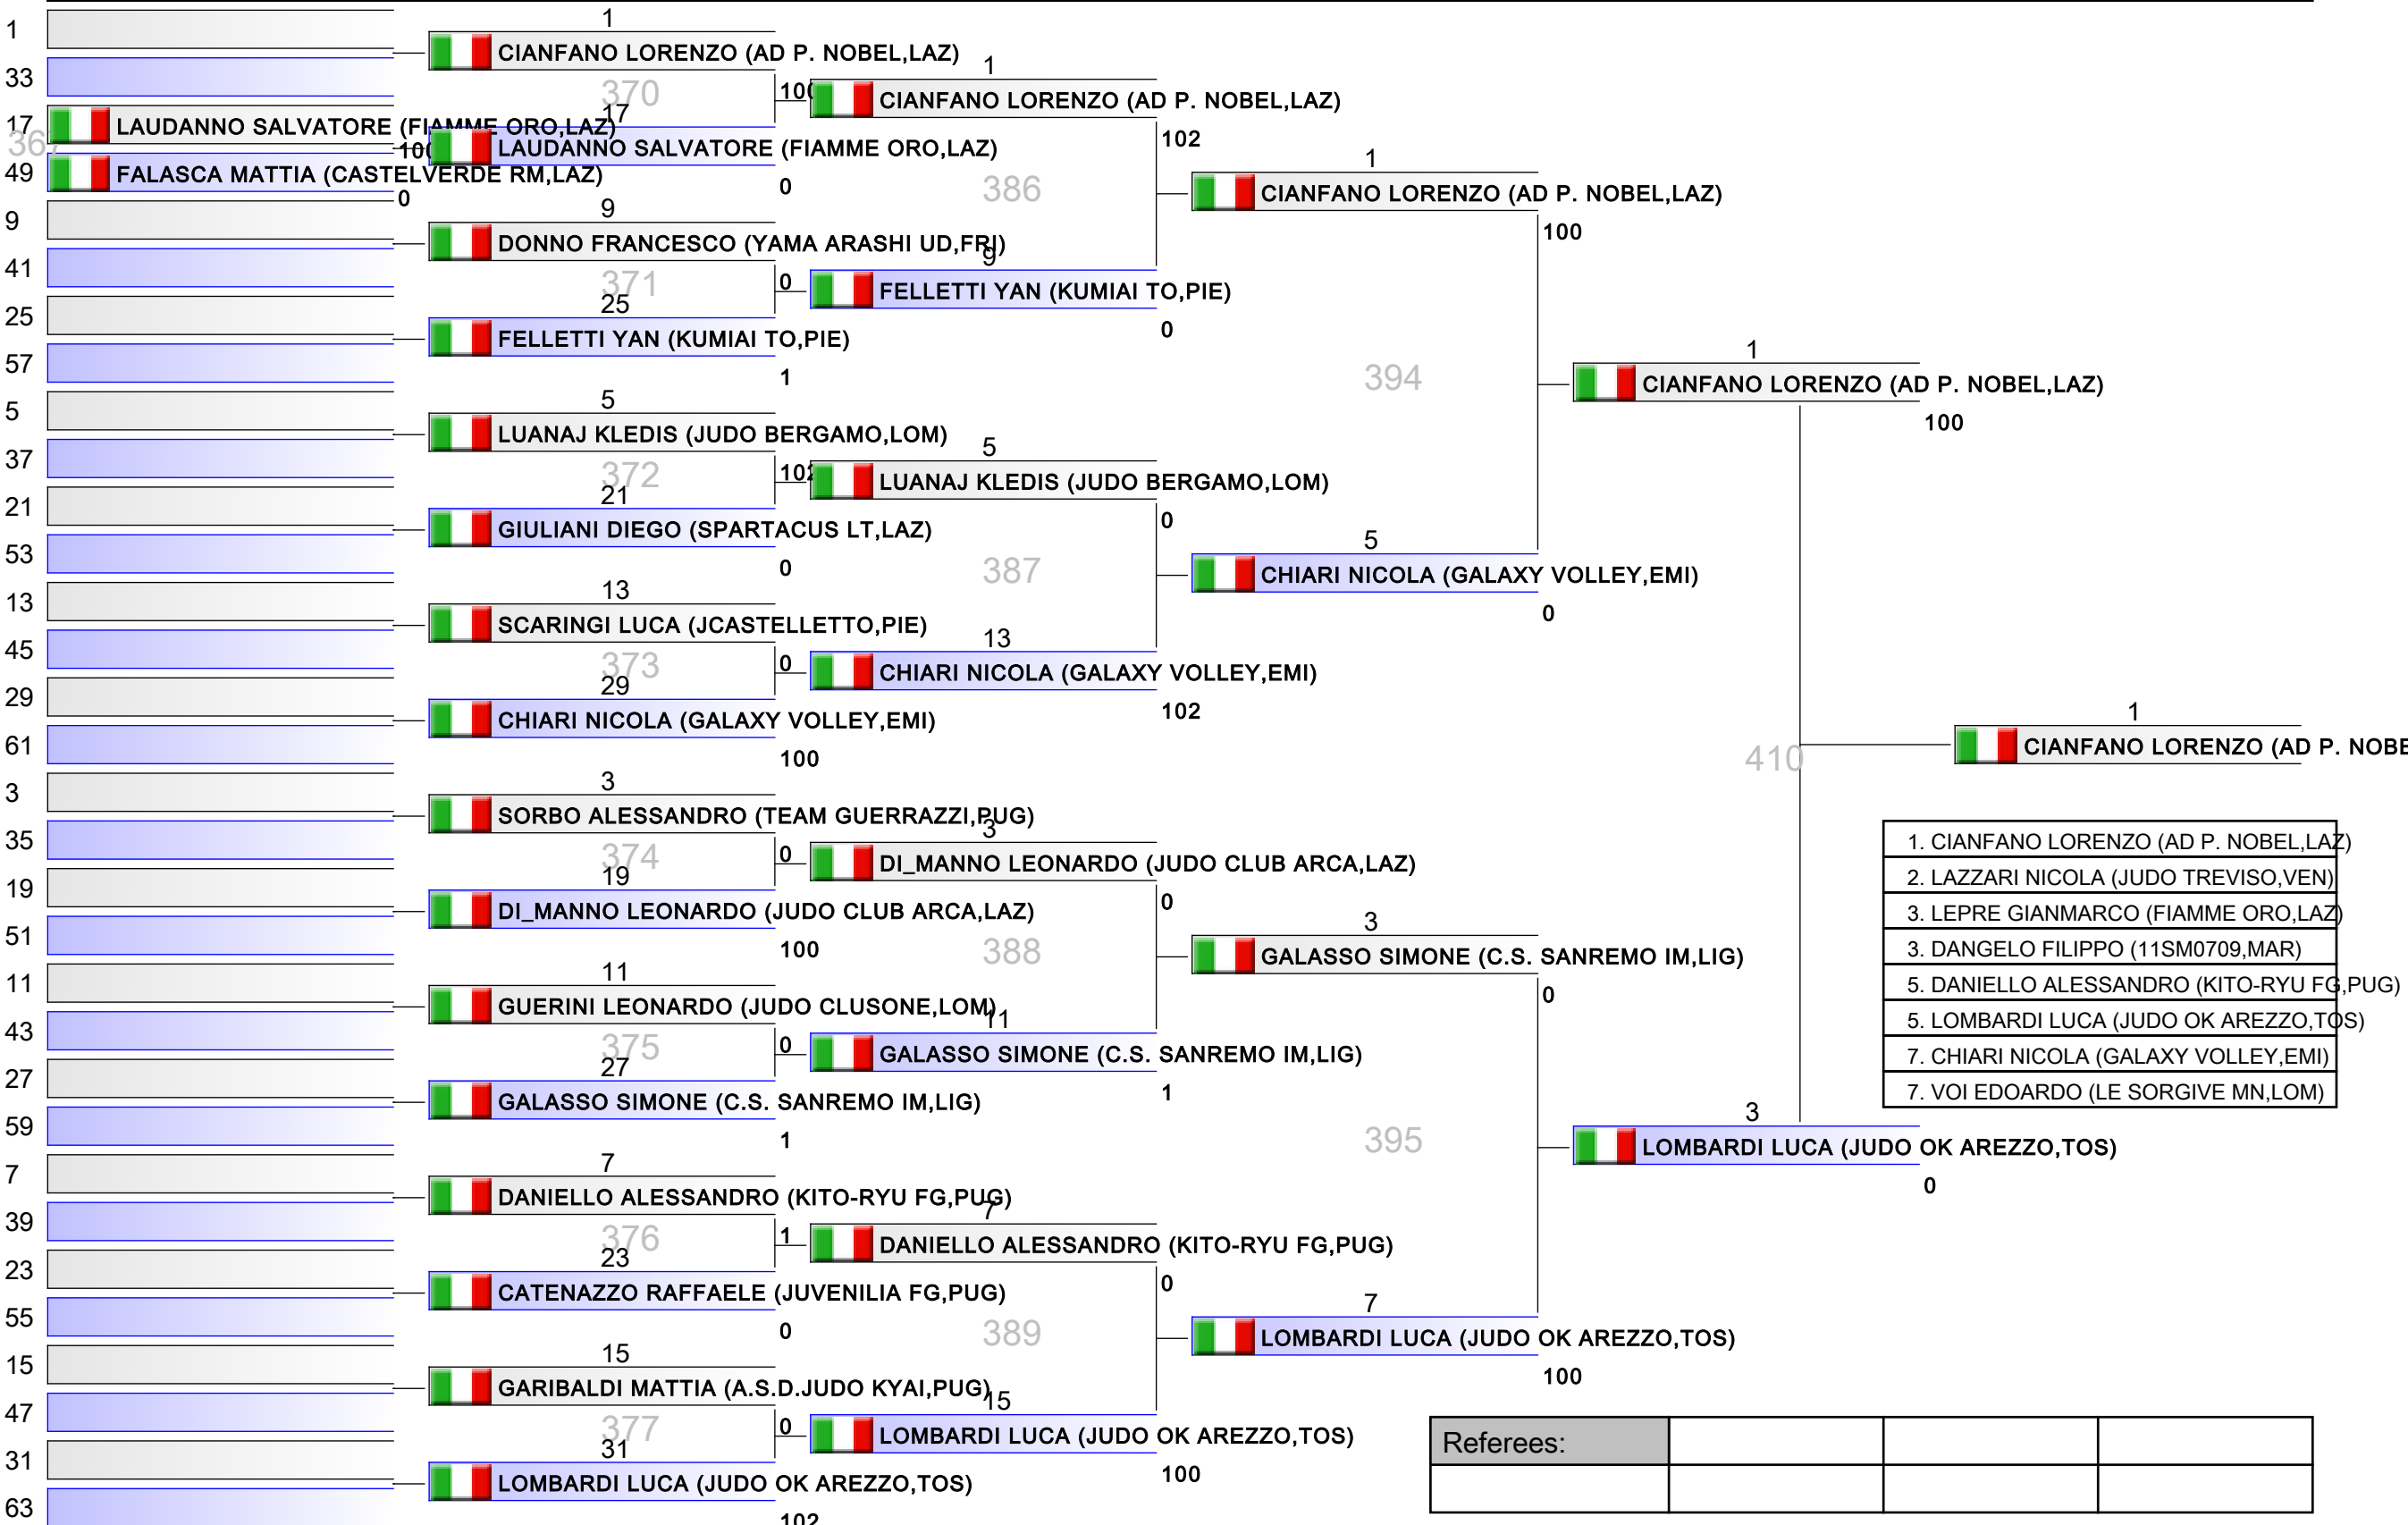 1
33
17
49
9
41
25
57
5
37
21
53
13
45
29
61
3
35
19
51
11
43
27
59
7
39
23
55
15
47
31
63
LAUDANNO SALVATORE (FIAMME ORO,LAZ)
100
FALASCA MATTIA (CASTELVERDE RM,LAZ)
0
1
CIANFANO LORENZO (AD P. NOBEL,LAZ)
370
100
17
LAUDANNO SALVATORE (FIAMME ORO,LAZ)
0
9
DONNO FRANCESCO (YAMA ARASHI UD,FRI)
371
0
25
FELLETTI YAN (KUMIAI TO,PIE)
1
5
LUANAJ KLEDIS (JUDO BERGAMO,LOM)
372
102
21
GIULIANI DIEGO (SPARTACUS LT,LAZ)
0
13
SCARINGI LUCA (JCASTELLETTO,PIE)
373
0
29
CHIARI NICOLA (GALAXY VOLLEY,EMI)
100
3
SORBO ALESSANDRO (TEAM GUERRAZZI,PUG)
374
0
19
DI_MANNO LEONARDO (JUDO CLUB ARCA,LAZ)
100
11
GUERINI LEONARDO (JUDO CLUSONE,LOM)
375
0
27
GALASSO SIMONE (C.S. SANREMO IM,LIG)
1
7
DANIELLO ALESSANDRO (KITO-RYU FG,PUG)
376
1
23
CATENAZZO RAFFAELE (JUVENILIA FG,PUG)
0
15
GARIBALDI MATTIA (A.S.D.JUDO KYAI,PUG)
377
0
31
LOMBARDI LUCA (JUDO OK AREZZO,TOS)
102
1
CIANFANO LORENZO (AD P. NOBEL,LAZ)
102
386
9
FELLETTI YAN (KUMIAI TO,PIE)
0
5
LUANAJ KLEDIS (JUDO BERGAMO,LOM)
0
387
13
CHIARI NICOLA (GALAXY VOLLEY,EMI)
102
3
DI_MANNO LEONARDO (JUDO CLUB ARCA,LAZ)
0
388
11
GALASSO SIMONE (C.S. SANREMO IM,LIG)
1
7
DANIELLO ALESSANDRO (KITO-RYU FG,PUG)
0
389
15
LOMBARDI LUCA (JUDO OK AREZZO,TOS)
100
1
CIANFANO LORENZO (AD P. NOBEL,LAZ)
100
394
5
CHIARI NICOLA (GALAXY VOLLEY,EMI)
0
3
GALASSO SIMONE (C.S. SANREMO IM,LIG)
0
395
7
LOMBARDI LUCA (JUDO OK AREZZO,TOS)
100
1
CIANFANO LORENZO (AD P. NOBEL,LAZ)
100
410
3
LOMBARDI LUCA (JUDO OK AREZZO,TOS)
0
1
CIANFANO LORENZO (AD P. NOBE
1. CIANFANO LORENZO (AD P. NOBEL,LAZ)
2. LAZZARI NICOLA (JUDO TREVISO,VEN)
3. LEPRE GIANMARCO (FIAMME ORO,LAZ)
3. DANGELO FILIPPO (11SM0709,MAR)
5. DANIELLO ALESSANDRO (KITO-RYU FG,PUG)
5. LOMBARDI LUCA (JUDO OK AREZZO,TOS)
7. CHIARI NICOLA (GALAXY VOLLEY,EMI)
7. VOI EDOARDO (LE SORGIVE MN,LOM)
Referees: